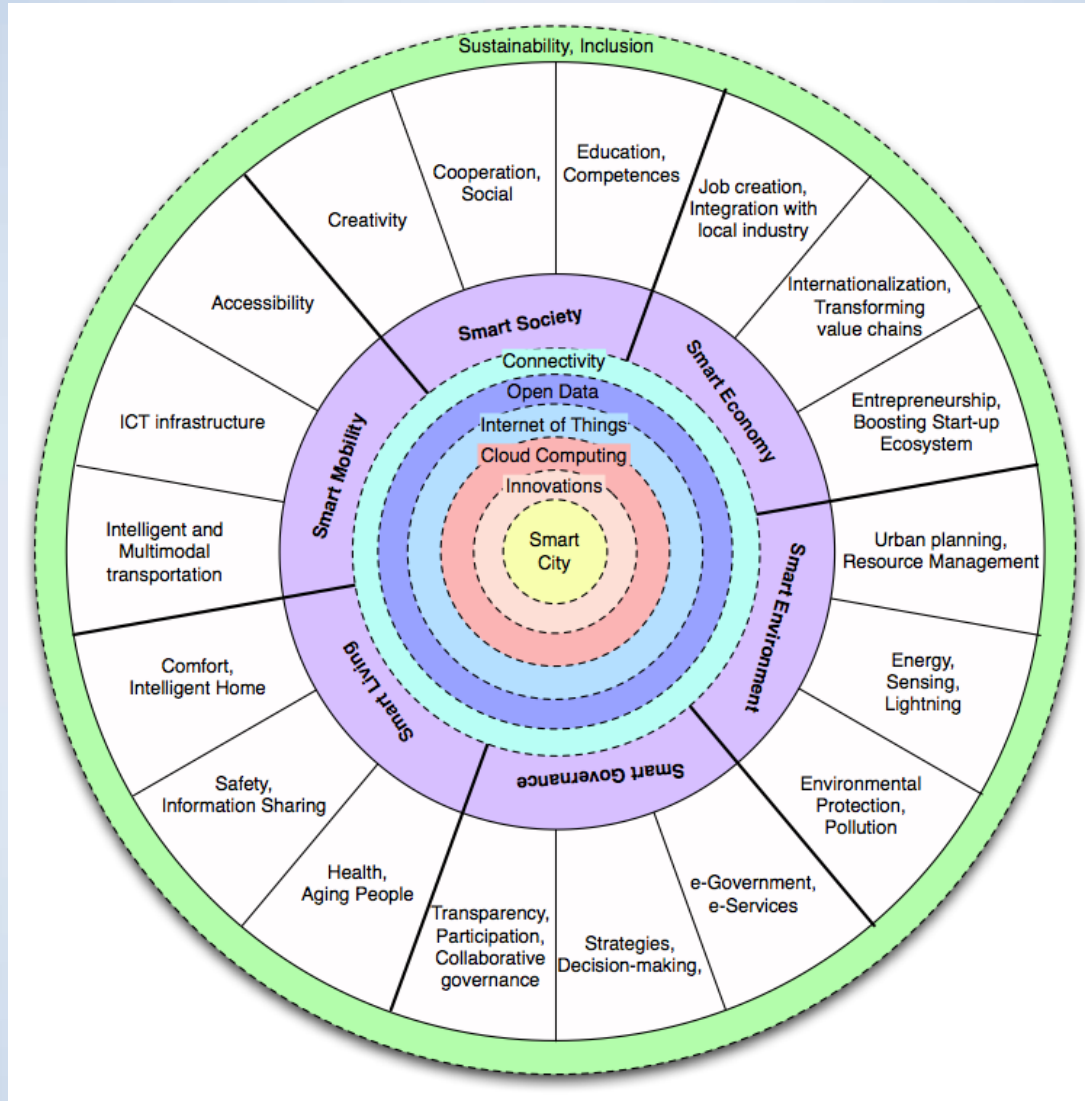 Sustainability, Inclusion
Education,
Competences
Job creation,
Integration with
local industry
Internationalization,
Transforming
value chains
Entrepreneurship,
Boosting Start-up
Ecosystem
Urban planning,
Resource Management
Energy,
Sensing,
Lightning
Environmental
Protection,
Pollution
e-Government,
e-Services
Strategies,
Decision-making,
Transparency,
Participation,
Collaborative
governance
Health,
Aging People
Safety,
Information Sharing
Comfort,
Intelligent Home
Intelligent and
Multimodal
transportation
ICT infrastructure
Accessibility
Creativity
Cooperation,
Social
Smart Society
Smart Economy
Smart Environment
Smart Governance
Smart Living
Smart Mobility
Connectivity
Open Data
Internet of Things
Cloud Computing
Innovations
Smart
City